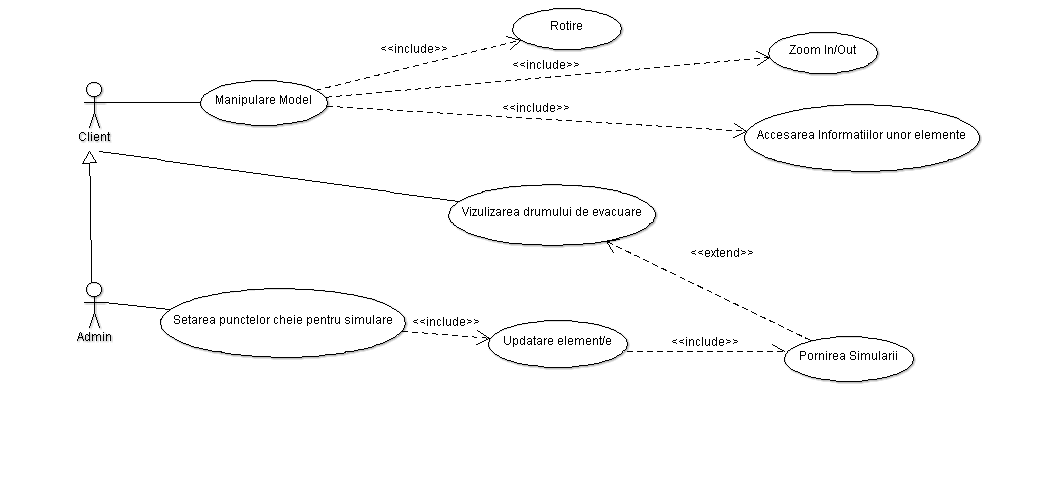 Rotire
<<include>>
Zoom In/Out
<<include>>
Manipulare Model
<<include>>
Client
Accesarea Informatiilor unor elemente
Vizulizarea drumului de evacuare
<<extend>>
Setarea punctelor cheie pentru simulare
<<include>>
Admin
Updatare element/e
<<include>>
Pornirea Simularii